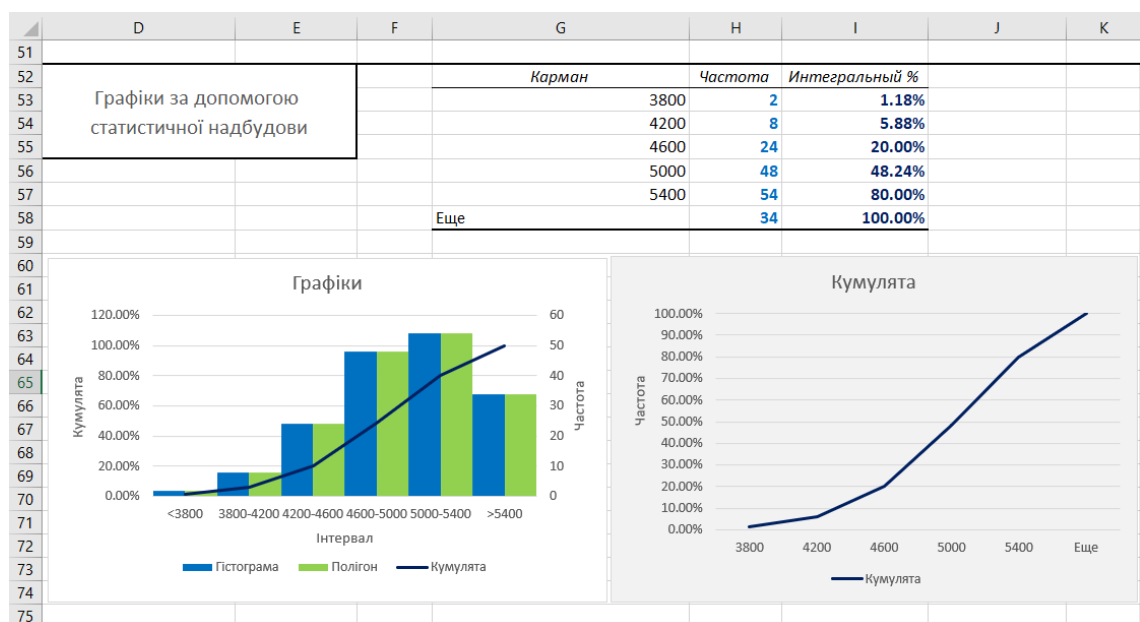 D E F G H I J K
51
52 Карман Частота Интегральный %
Графіки за допомогою
статистичної надбудови
53 3800 2 1.18%
54 4200 8 5.88%
55 4600 24 20.00%
56 5000 48 48.24%
57 5400 54 80.00%
58 Еще 34 100.00%
59
60
61
62
63
64
65
66
67
68
69
70
71
72
73
74
75
Графіки
120.00%
100.00%
80.00%
60.00%
40.00%
20.00%
0.00%
Кумулята
60
50
40
30
20
10
0
Частота
<3800 3800-4200 4200-4600 4600-5000 5000-5400 >5400
Інтервал
Гістограма Полігон Кумулята
Кумулята
100.00%
90.00%
80.00%
70.00%
60.00%
50.00%
40.00%
30.00%
20.00%
10.00%
0.00%
Частота
3800 4200 4600 5000 5400 Еще
Кумулята